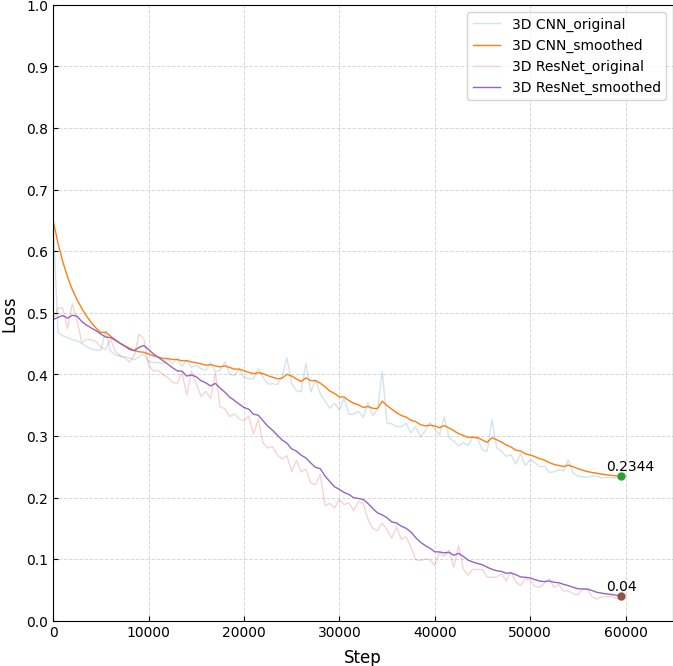 1.0
0.9
0.8
0.7
0.6
0.5
0.4
0.3
0.2
0.1
0.0
Loss
3D CNN_original
3D CNN_smoothed
3D ResNet_original
3D ResNet_smoothed
0.2344
0.04
0 10000 20000 30000 40000 50000 60000
Step